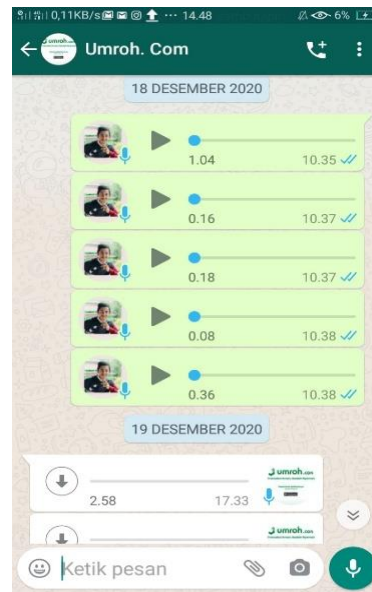 0,11KB/s ... 14.48 6%
Umroh. Com
18 DESEMBER 2020
1.04 10.35
0.16 10.37
0.18 10.37
0.08 10.38
0.36 10.38
19 DESEMBER 2020
umroh.com
2.58 17.33
umroh.com
Ketik pesan